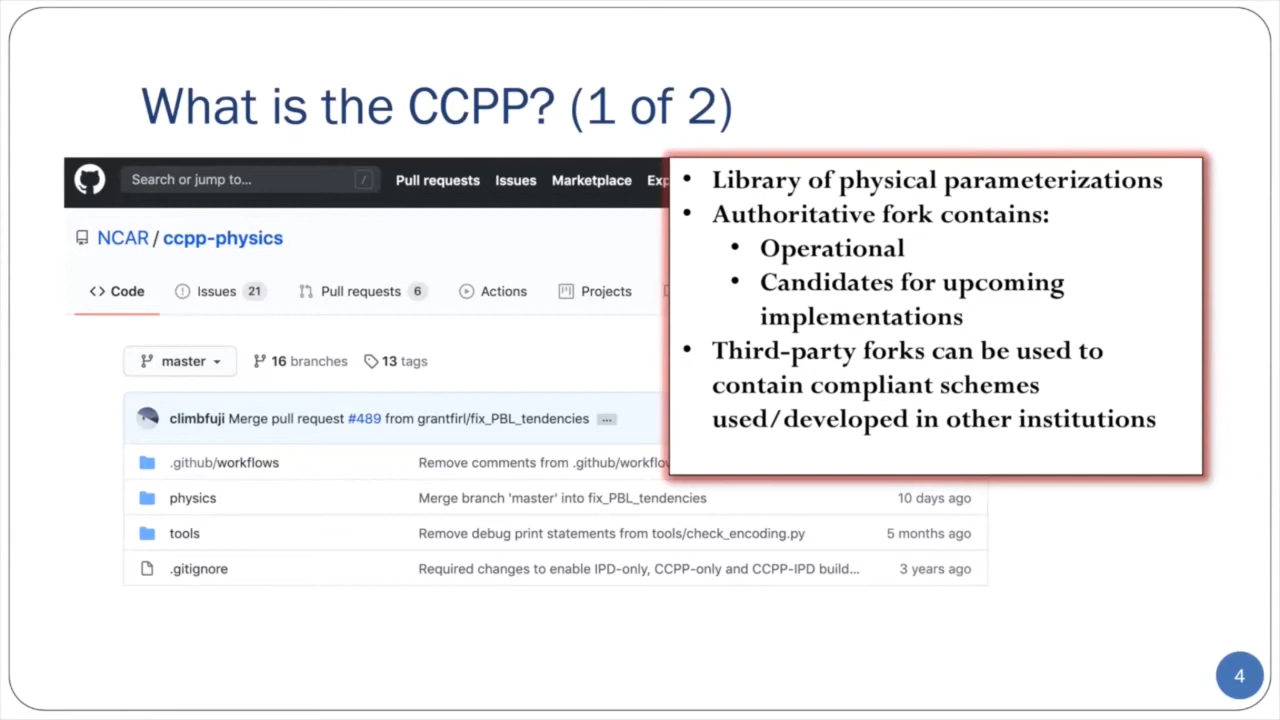 What is the CCPP? (1 of 2)
Search or jump to... /
Pull requests Issues Marketplace
NCAR / ccpp-physics
<> Code Issues 21 Pull requests 6 Actions Projects
master 16 branches 13 tags
climbfuji Merge pull request #489 from grantfirl/fix_PBL_tendencies ...
.github/workflows Remove comments from
physics Merge branch 'master' into fix_PBL_tendencies 10 days ago
tools Remove debug print statements from tools/check_encoding.py 5 months ago
.gitignore Required changes to enable IPD-only, CCPP-only and CCPP-IPD build... 3 years ago
• Library of physical parameterizations
• Authoritative fork contains:
• Operational
• Candidates for upcoming
implementations
• Third-party forks can be used to
contain compliant schemes
used/developed in other institutions
4